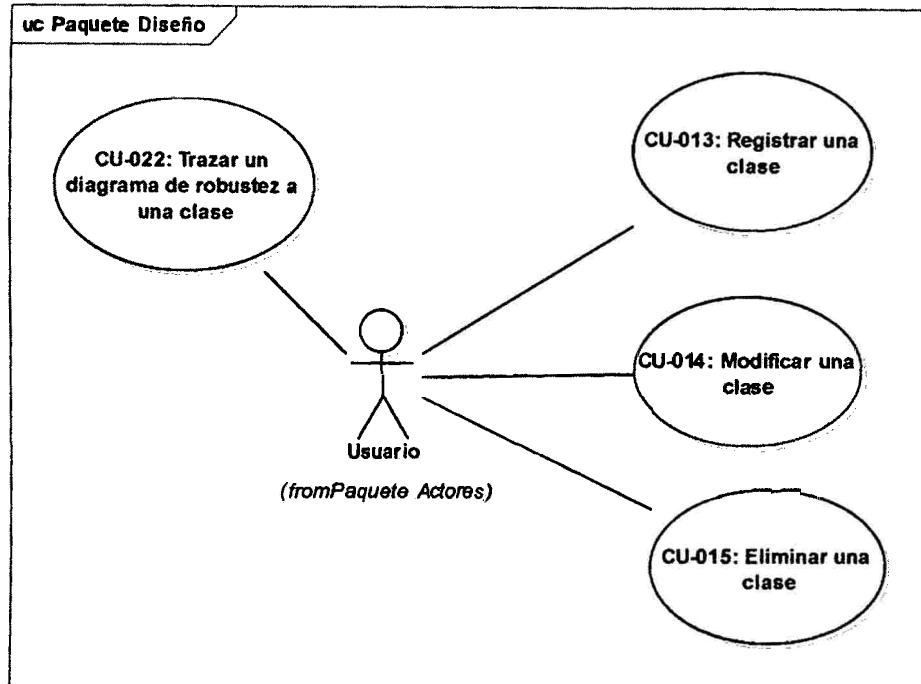 uc Paquete Diseño
CU-022: Trazar un
diagrama de robustez a
una clase
CU-013: Registrar una
clase
CU-014: Modificar una
clase
Usuario
(fromPaquete Actores)
CU-015: Eliminar una
clase